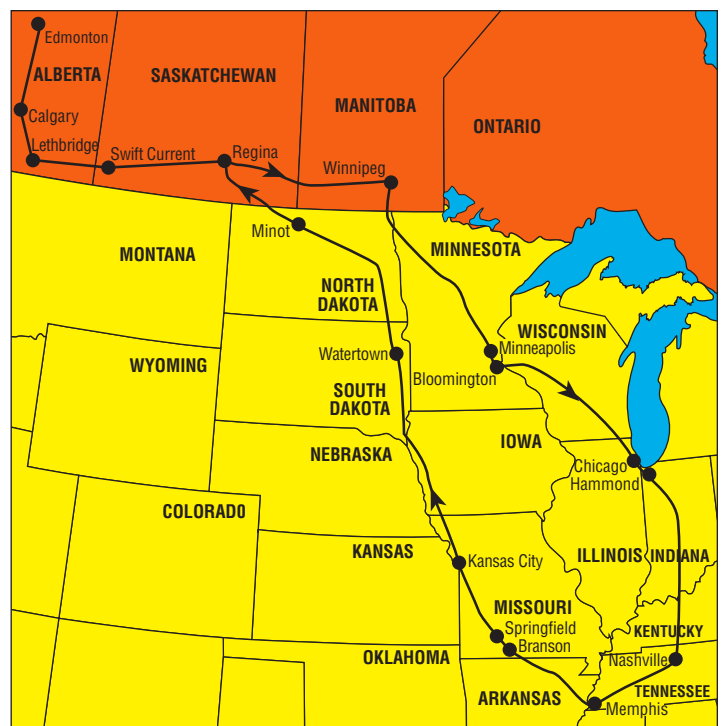 Edmonton
ALBERTA
SASKATCHEWAN
MANITOBA
ONTARIO
Calgary
Lethbridge
Swift Current
Regina
Winnipeg
Minot
MONTANA
MINNESOTA
NORTH
DAKOTA
WISCONSIN
Minneapolis
Watertown
WYOMING
Bloomington
SOUTH
DAKOTA
NEBRASKA
IOWA
Chicago
Hammond
COLORADO
KANSAS
Kansas City
ILLINOIS
INDIANA
MISSOURI
Springfield
Branson
KENTUCKY
OKLAHOMA
Nashville
ARKANSAS
TENNESSEE
Memphis